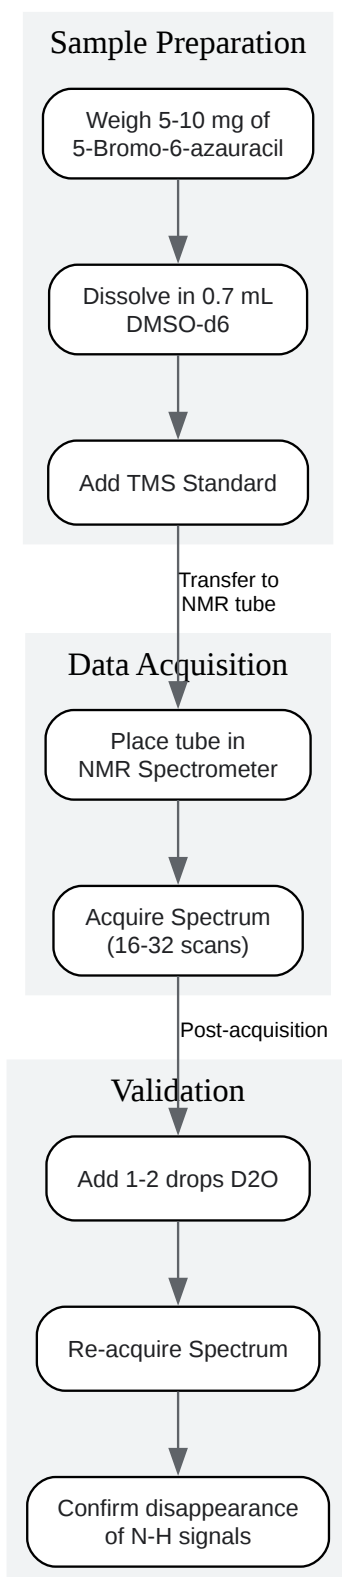 Sample Preparation
Weigh 5-10 mg of
5-Bromo-6-azauracil
Dissolve in 0.7 mL
DMSO-d6
Add TMS Standard
Transfer to
NMR tube
Data Acquisition
Place tube in
NMR Spectrometer
Acquire Spectrum
(16-32 scans)
Post-acquisition
Validation
Add 1-2 drops D2O
Re-acquire Spectrum
Confirm disappearance
of N-H signals